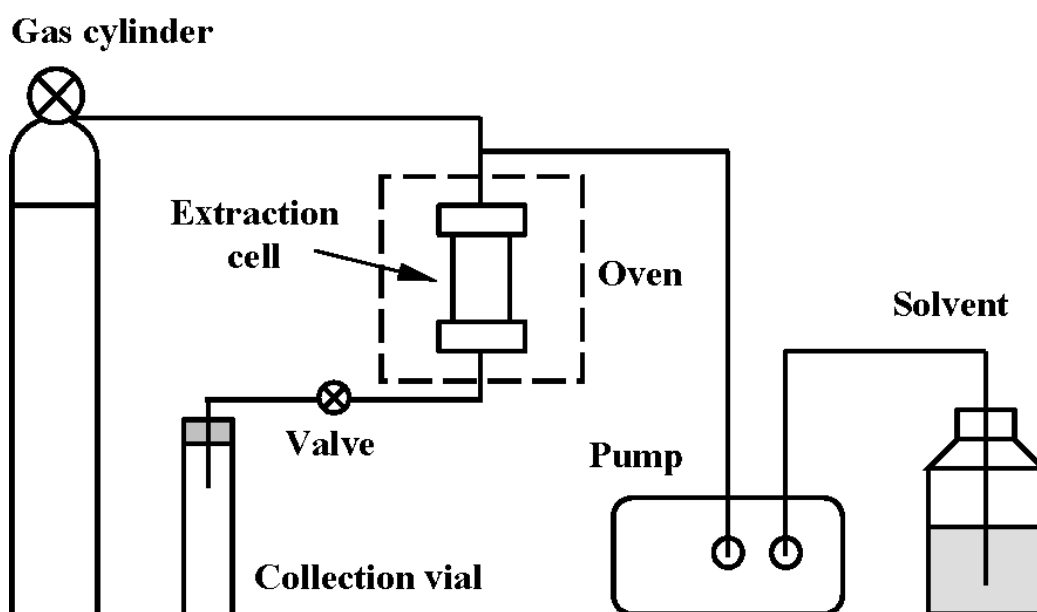 Gas cylinder
Extraction
cell
Oven
Solvent
Valve
Pump
Collection vial